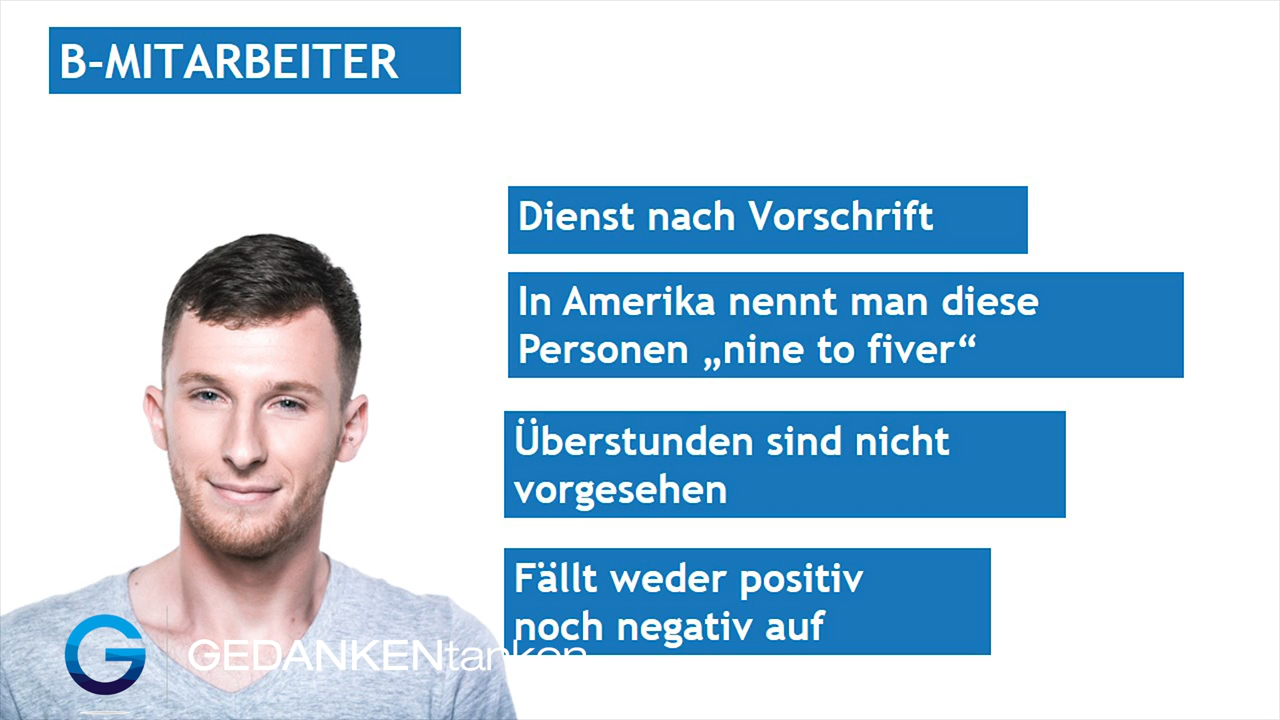 B-MITARBEITER
Dienst nach Vorschrift
In Amerika nennt man diese
Personen „nine to fiver“
Überstunden sind nicht
vorgesehen
Fällt weder positiv
noch negativ auf
GEDANKENtanken